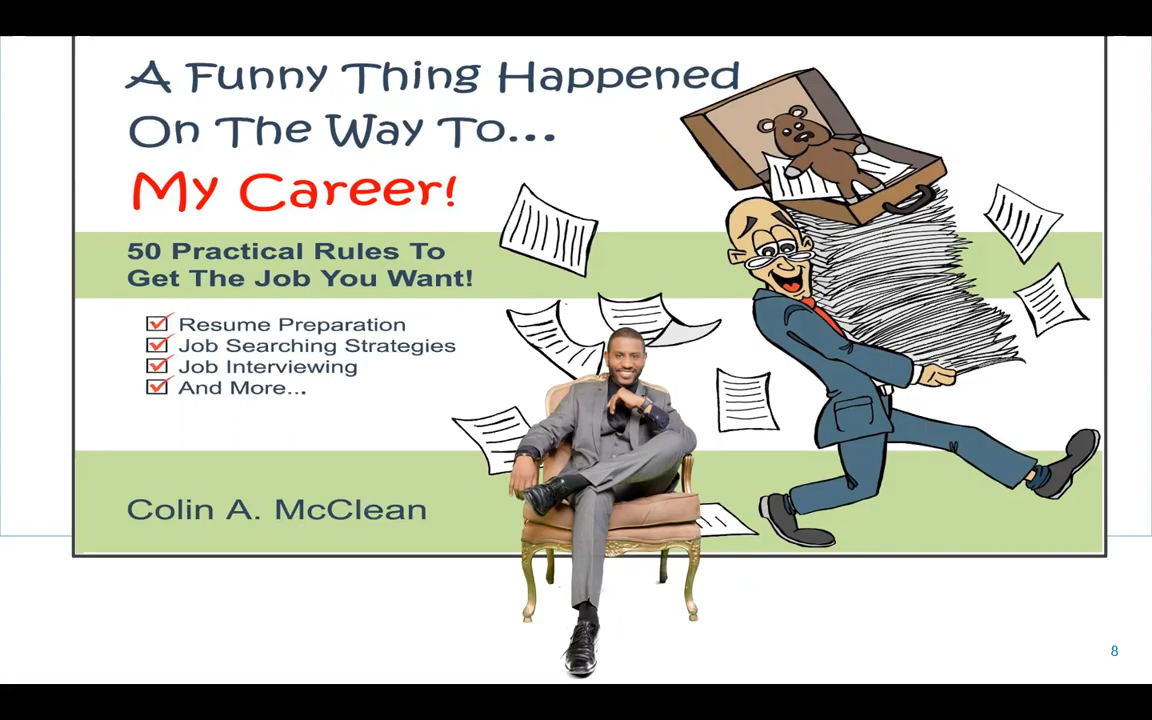 A Funny Thing Happened
On The Way To...
My Career!
50 Practical Rules To
Get The Job You Want!
Resume Preparation
Job Searching Strategies
Job Interviewing
And More...
Colin A. McClean
8